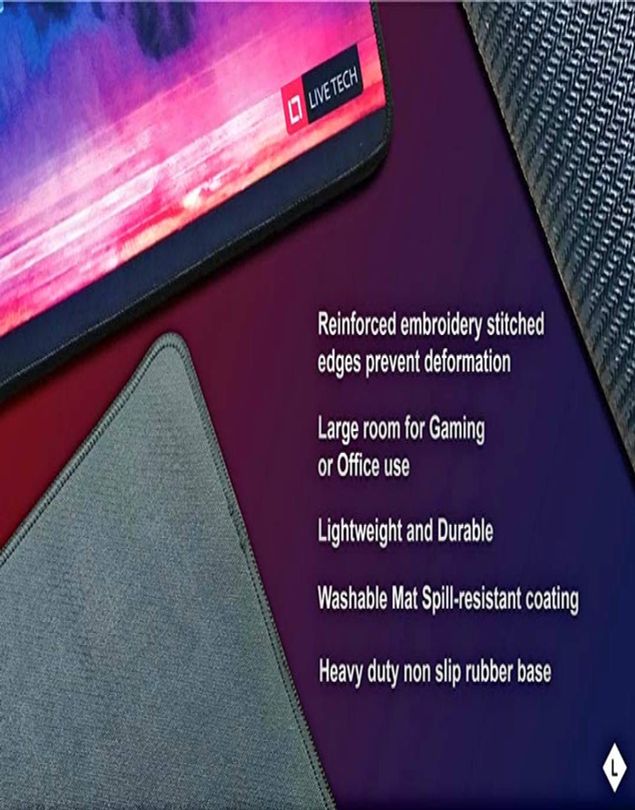 LIVE TECH
Reinforced embroidery stitched
edges prevent deformation
Large room for Gaming
or Office use
Lightweight and Durable
Washable Mat Spill-resistant coating
Heavy duty non slip rubber base
L